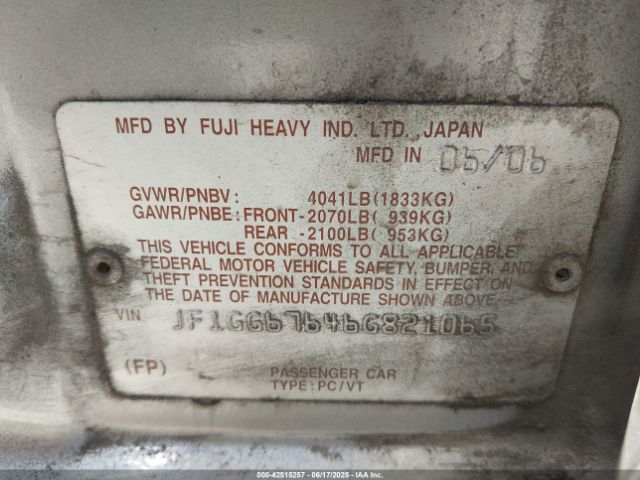 MFD BY FUJI HEAVY IND. LTD. JAPAN
MFD IN 06/06
GVWR/PNBV: 4041LB(1833KG)
GAWR/PNBE: FRONT-2070LB( 939KG)
REAR -2100LB( 953KG)
THIS VEHICLE CONFORMS TO ALL APPLICABLE
FEDERAL MOTOR VEHICLE SAFETY, BUMPER, AND
THEFT PREVENTION STANDARDS IN EFFECT ON
THE DATE OF MANUFACTURE SHOWN ABOVE.
VIN JF1GG67646G821065
(FP) PASSENGER CAR
TYPE: PC/VT
000-42515257 - 06/17/2025 - IAAI.COM